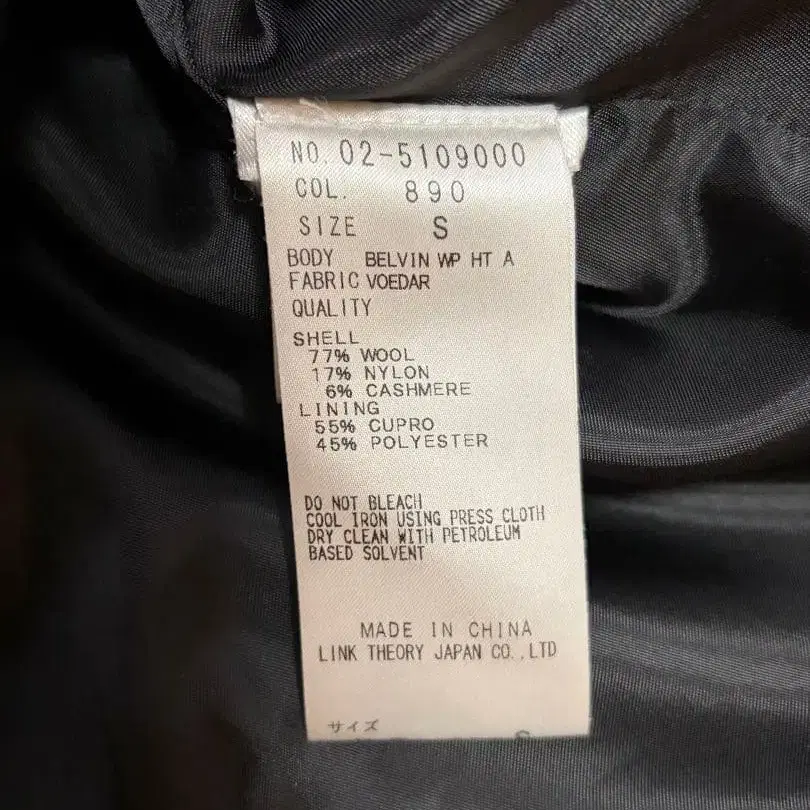 NO. 02-5109000
COL. 890
SIZE S
BODY BELVIN WP HT A
FABRIC VOEDAR
QUALITY
SHELL
77% WOOL
17% NYLON
6% CASHMERE
LINING
55% CUPRO
45% POLYESTER
DO NOT BLEACH
COOL IRON USING PRESS CLOTH
DRY CLEAN WITH PETROLEUM
BASED SOLVENT
MADE IN CHINA
LINK THEORY JAPAN CO.,LTD
サイズ S